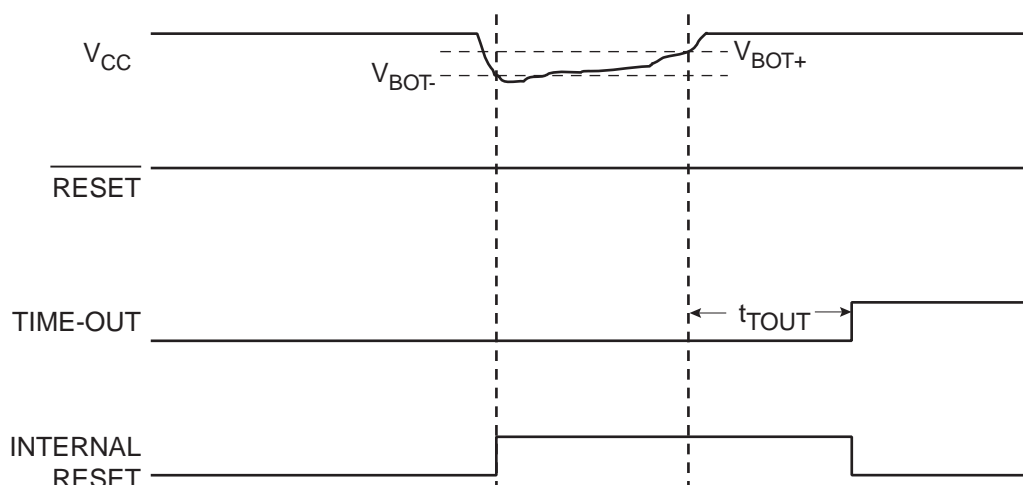 VCC
VBOT-
VBOT+
RESET
TIME-OUT
tTOUT
INTERNAL
RESET